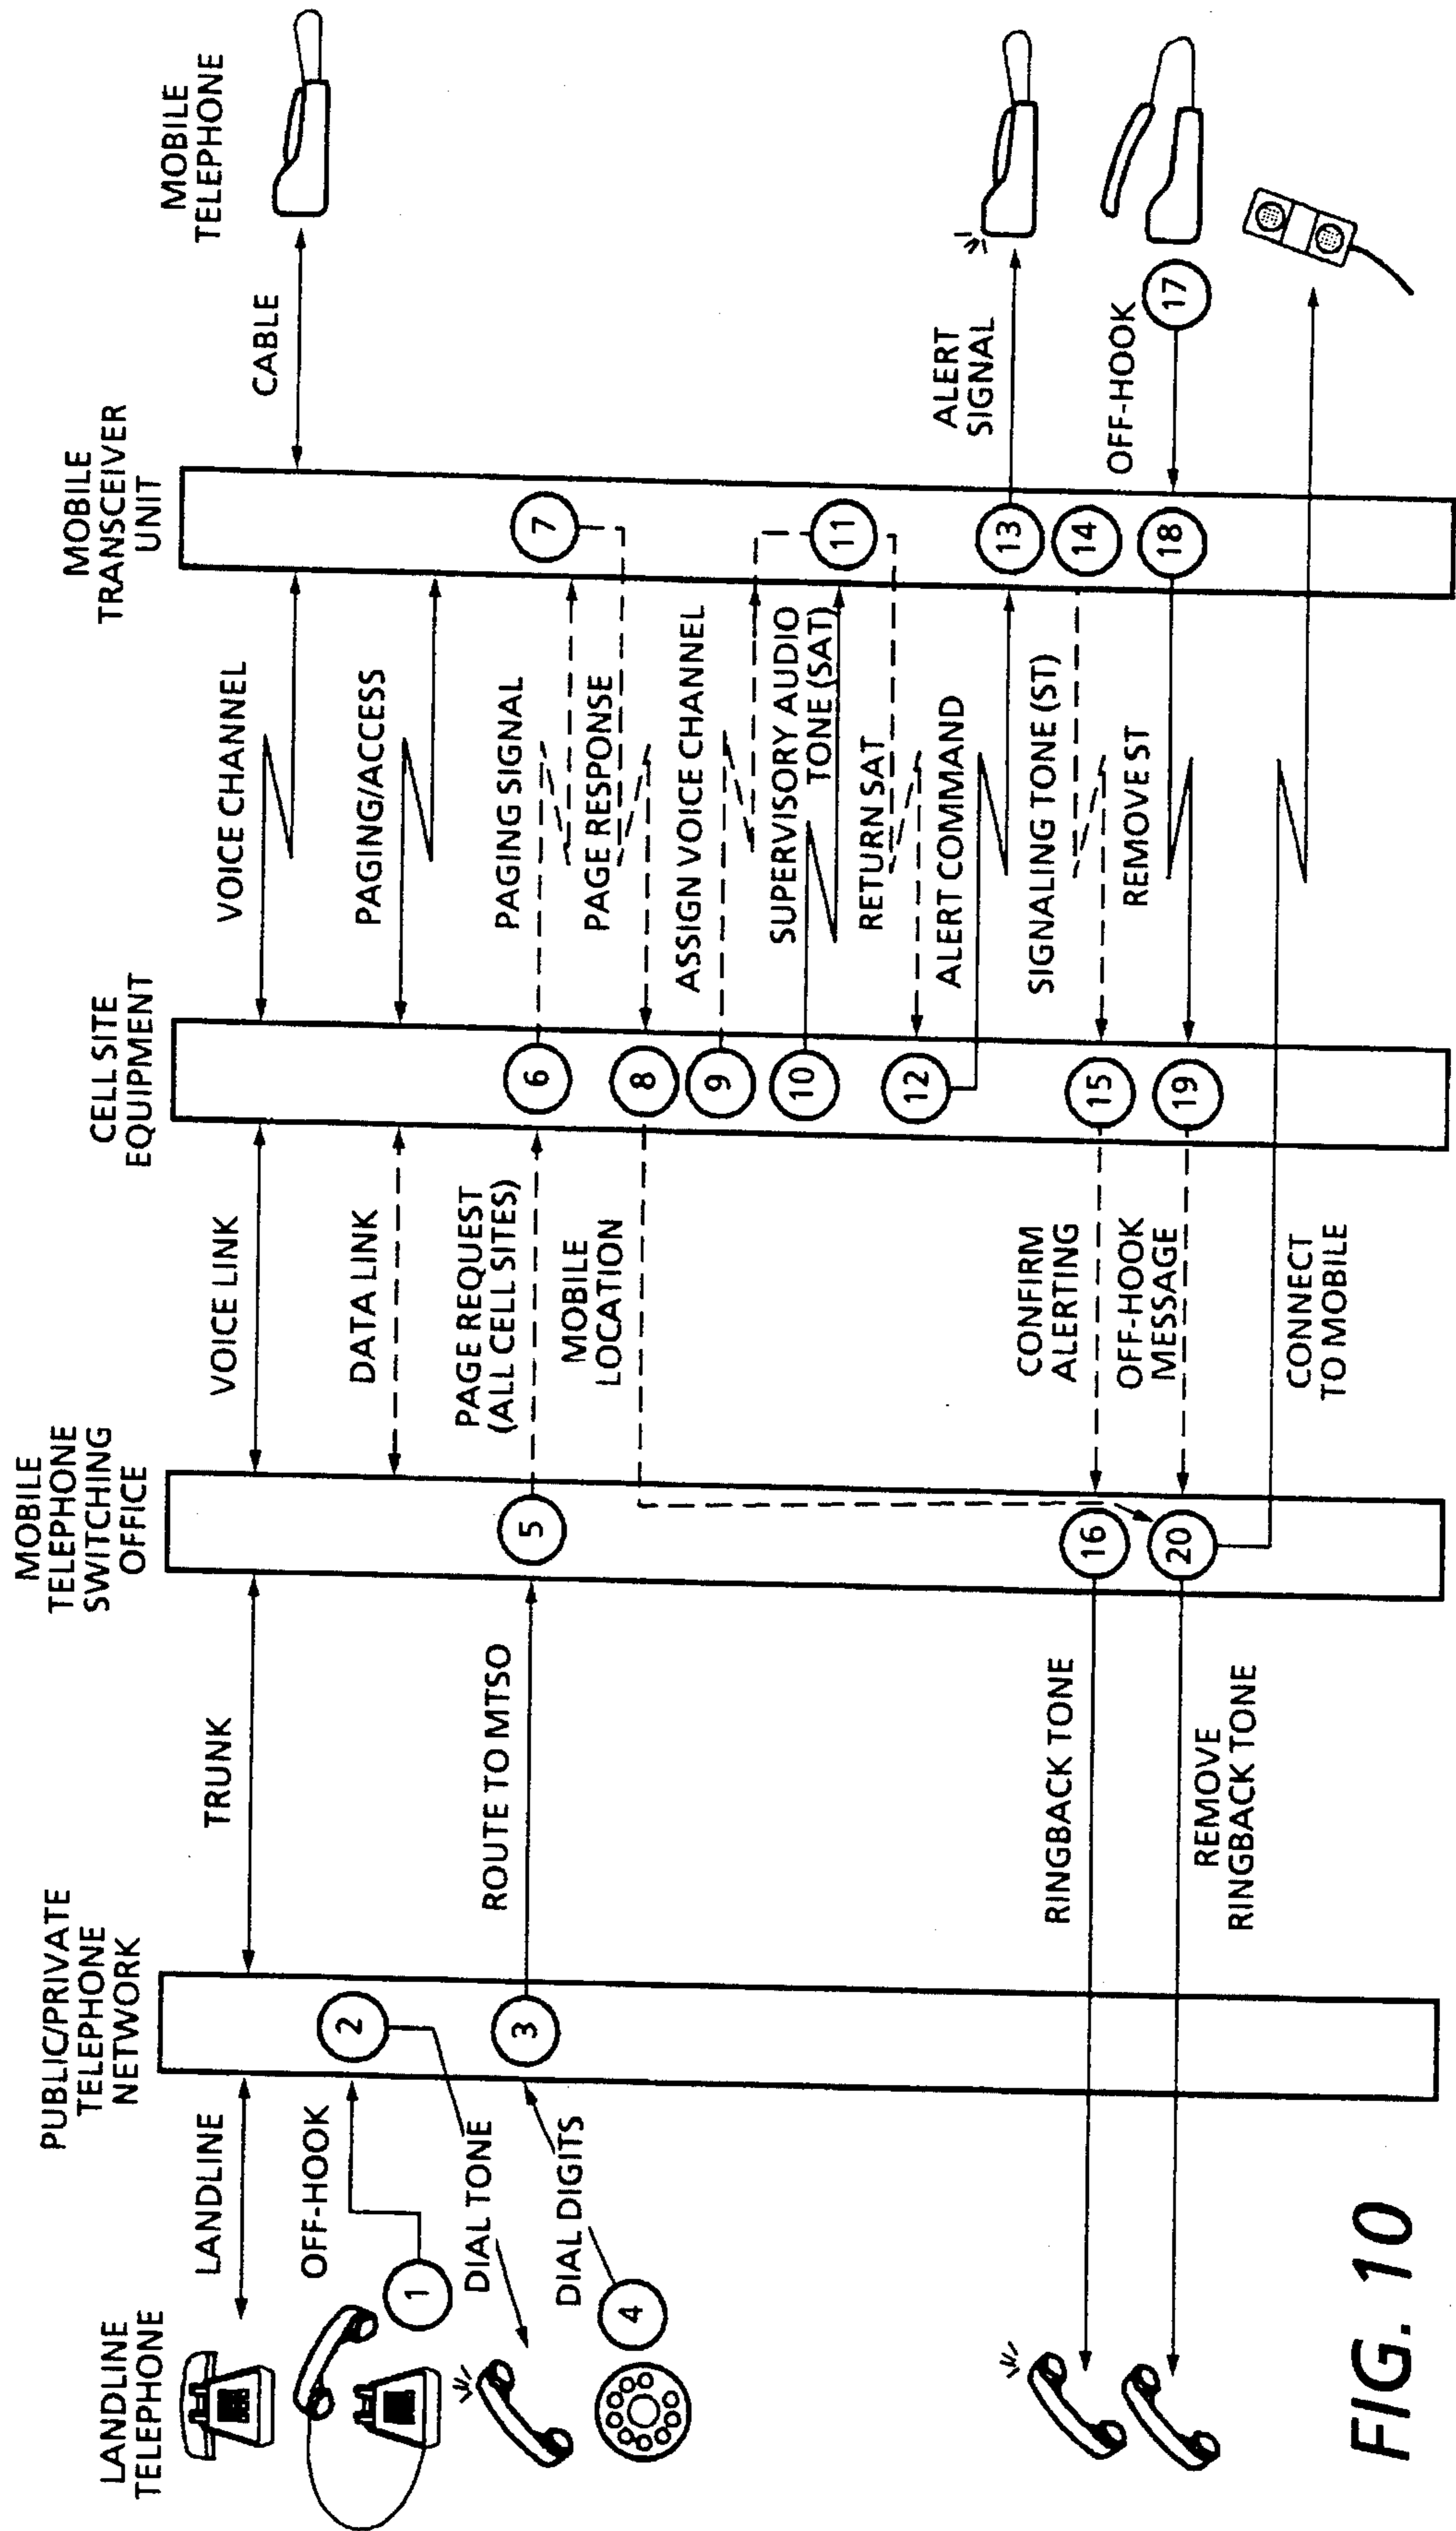 LANDLINE
TELEPHONE
PUBLIC/PRIVATE
TELEPHONE
NETWORK
MOBILE
TELEPHONE
SWITCHING
OFFICE
CELL SITE
EQUIPMENT
MOBILE
TRANSCEIVER
UNIT
MOBILE
TELEPHONE
LANDLINE
TRUNK
VOICE LINK
VOICE CHANNEL
CABLE
OFF-HOOK
1
2
DATA LINK
PAGING/ACCESS
DIAL TONE
DIAL DIGITS
4
3
ROUTE TO MTSO
5
PAGE REQUEST
(ALL CELL SITES)
6
PAGING SIGNAL
7
PAGE RESPONSE
8
MOBILE
LOCATION
9
ASSIGN VOICE CHANNEL
10
SUPERVISORY AUDIO
TONE (SAT)
11
RETURN SAT
12
ALERT COMMAND
13
ALERT
SIGNAL
14
SIGNALING TONE (ST)
15
CONFIRM
ALERTING
16
RINGBACK TONE
OFF-HOOK
17
18
REMOVE ST
19
OFF-HOOK
MESSAGE
20
REMOVE
RINGBACK TONE
CONNECT
TO MOBILE
FIG. 10